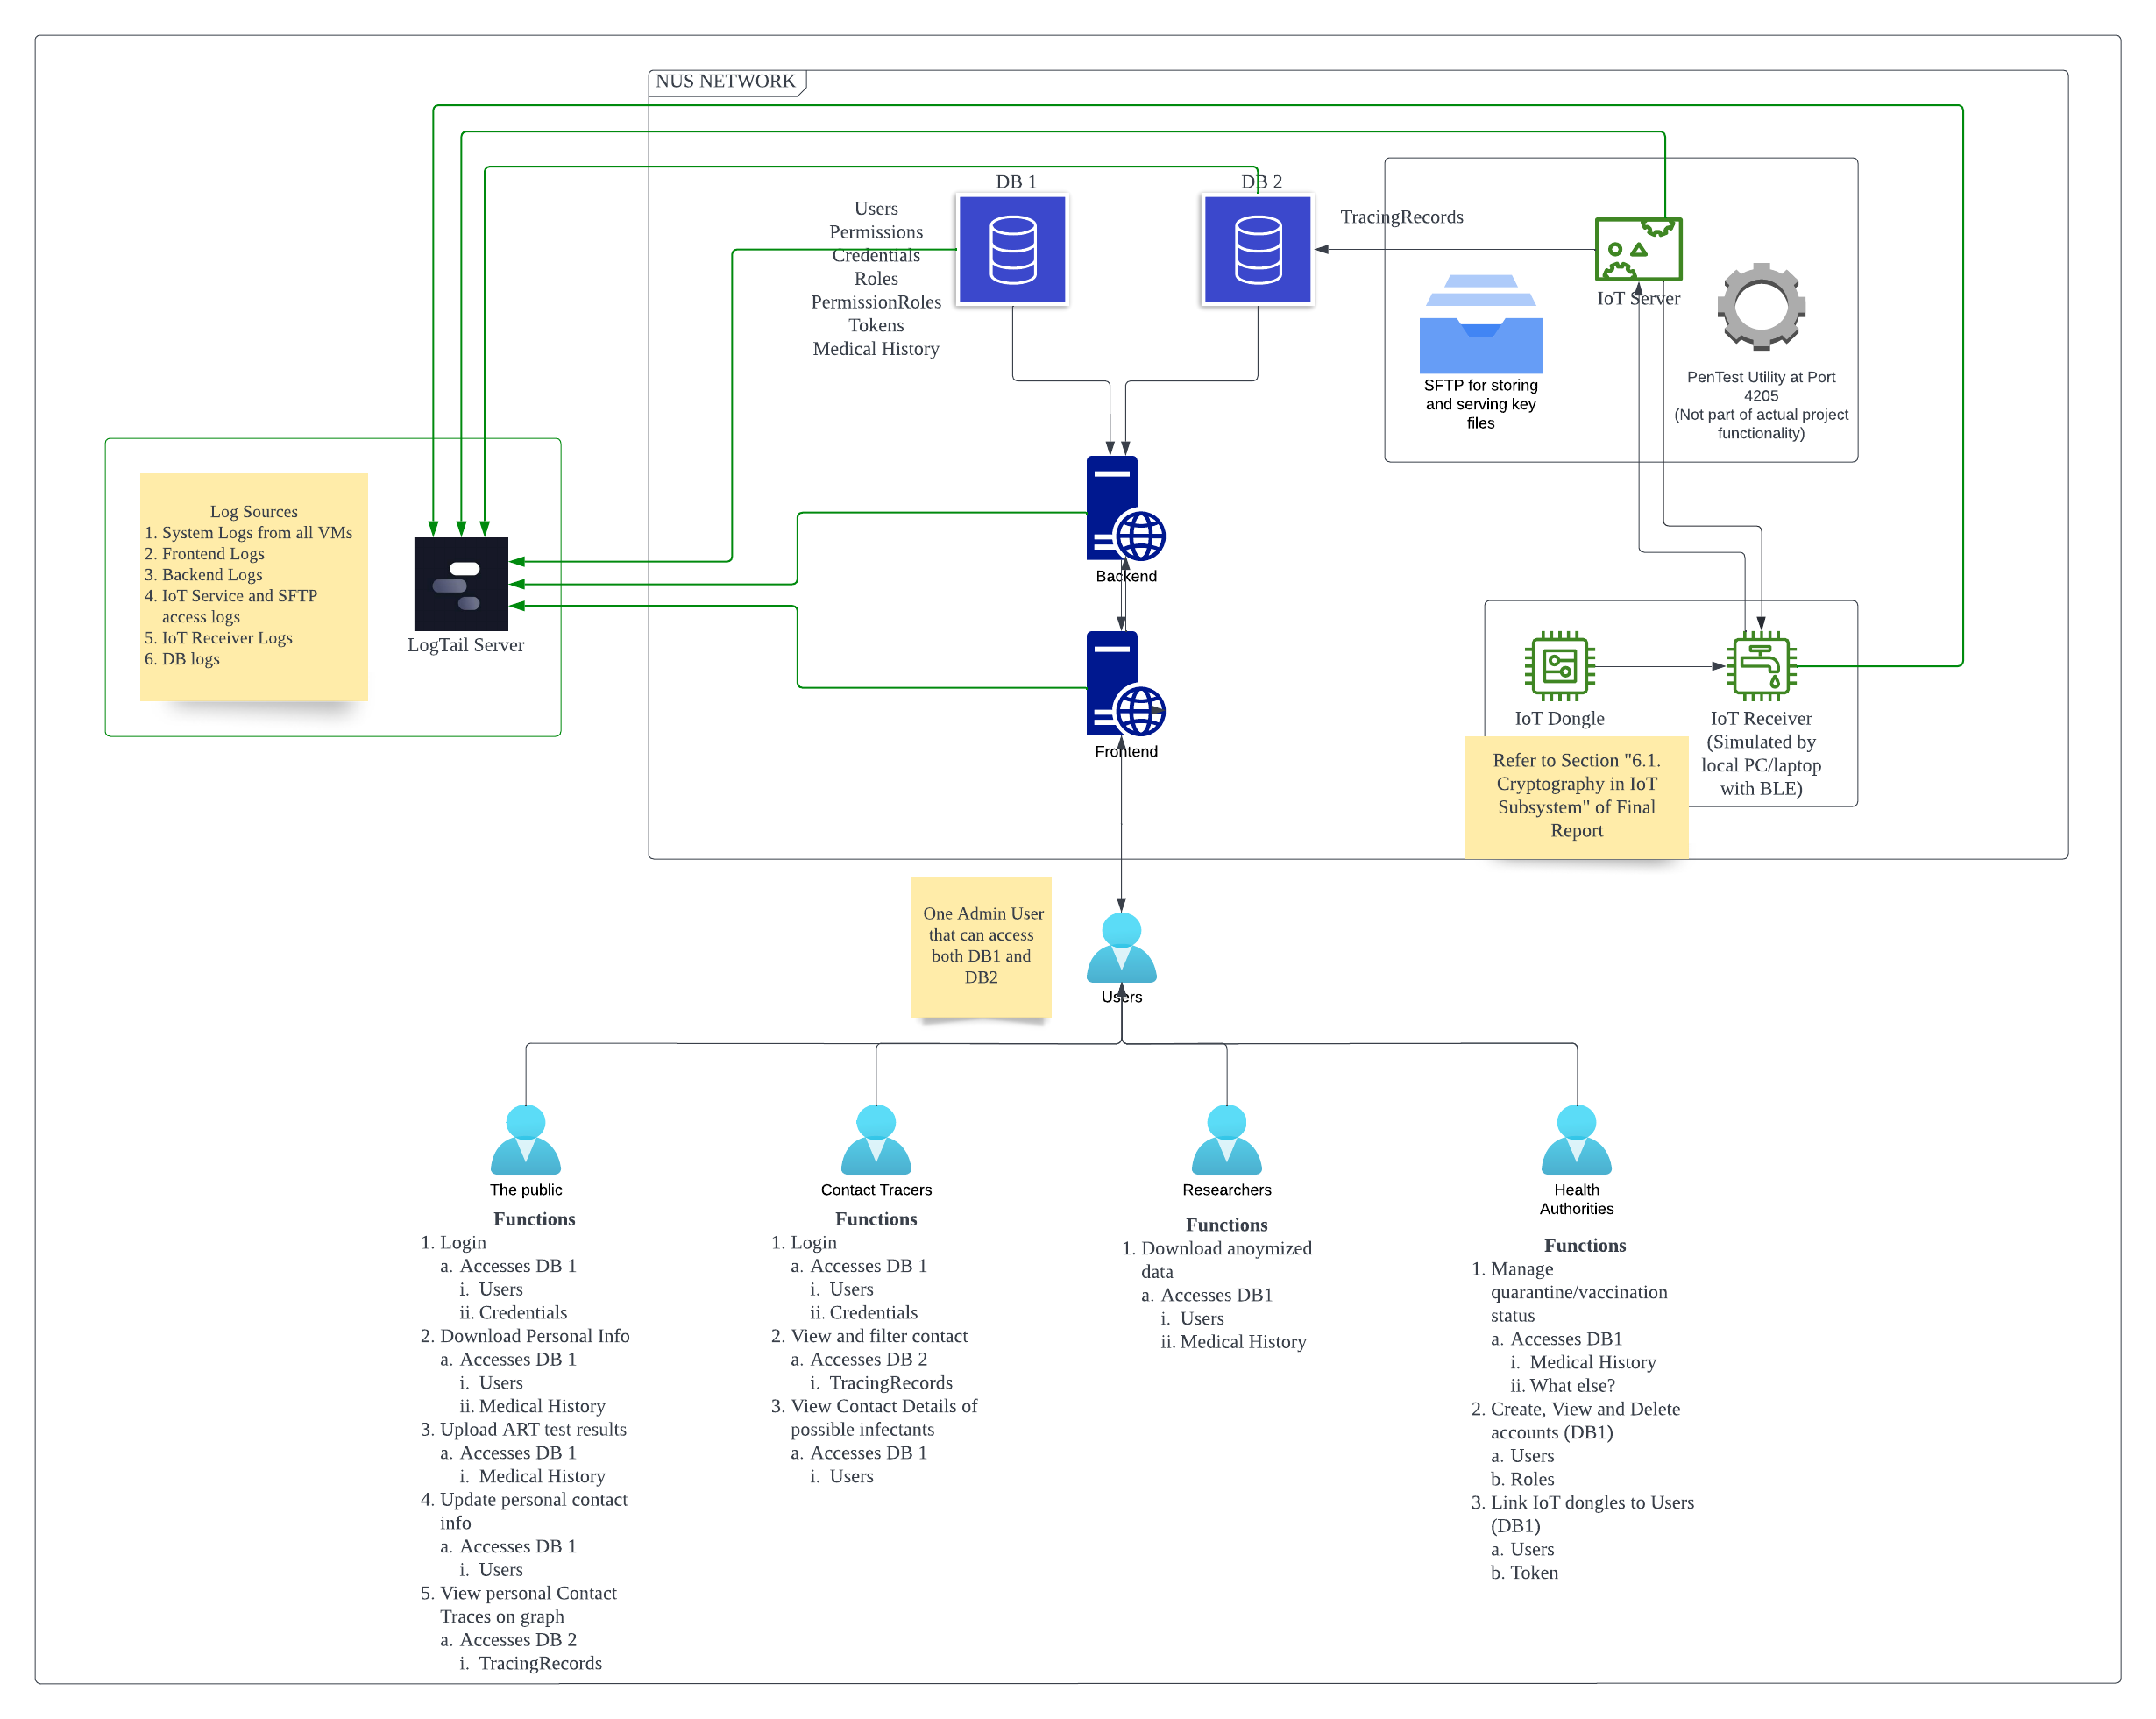 NUS NETWORK
DB 1
DB 2
Users
Permissions
Credentials
Roles
PermissionRoles
Tokens
Medical History
TracingRecords
IoT Server
SFTP for storing
and serving key
files
PenTest Utility at Port
4205
(Not part of actual project
functionality)
Log Sources
1. System Logs from all VMs
2. Frontend Logs
3. Backend Logs
4. IoT Service and SFTP
access logs
5. IoT Receiver Logs
6. DB logs
LogTail Server
Backend
Frontend
IoT Dongle
IoT Receiver
(Simulated by
local PC/laptop
with BLE)
Refer to Section "6.1.
Cryptography in IoT
Subsystem" of Final
Report
One Admin User
that can access
both DB1 and
DB2
Users
The public
Functions
1. Login
a. Accesses DB 1
i. Users
ii. Credentials
2. Download Personal Info
a. Accesses DB 1
i. Users
ii. Medical History
3. Upload ART test results
a. Accesses DB 1
i. Medical History
4. Update personal contact
info
a. Accesses DB 1
i. Users
5. View personal Contact
Traces on graph
a. Accesses DB 2
i. TracingRecords
Contact Tracers
Functions
1. Login
a. Accesses DB 1
i. Users
ii. Credentials
2. View and filter contact
a. Accesses DB 2
i. TracingRecords
3. View Contact Details of
possible infectants
a. Accesses DB 1
i. Users
Researchers
Functions
1. Download anoymized
data
a. Accesses DB1
i. Users
ii. Medical History
Health
Authorities
Functions
1. Manage
quarantine/vaccination
status
a. Accesses DB1
i. Medical History
ii. What else?
2. Create, View and Delete
accounts (DB1)
a. Users
b. Roles
3. Link IoT dongles to Users
(DB1)
a. Users
b. Token